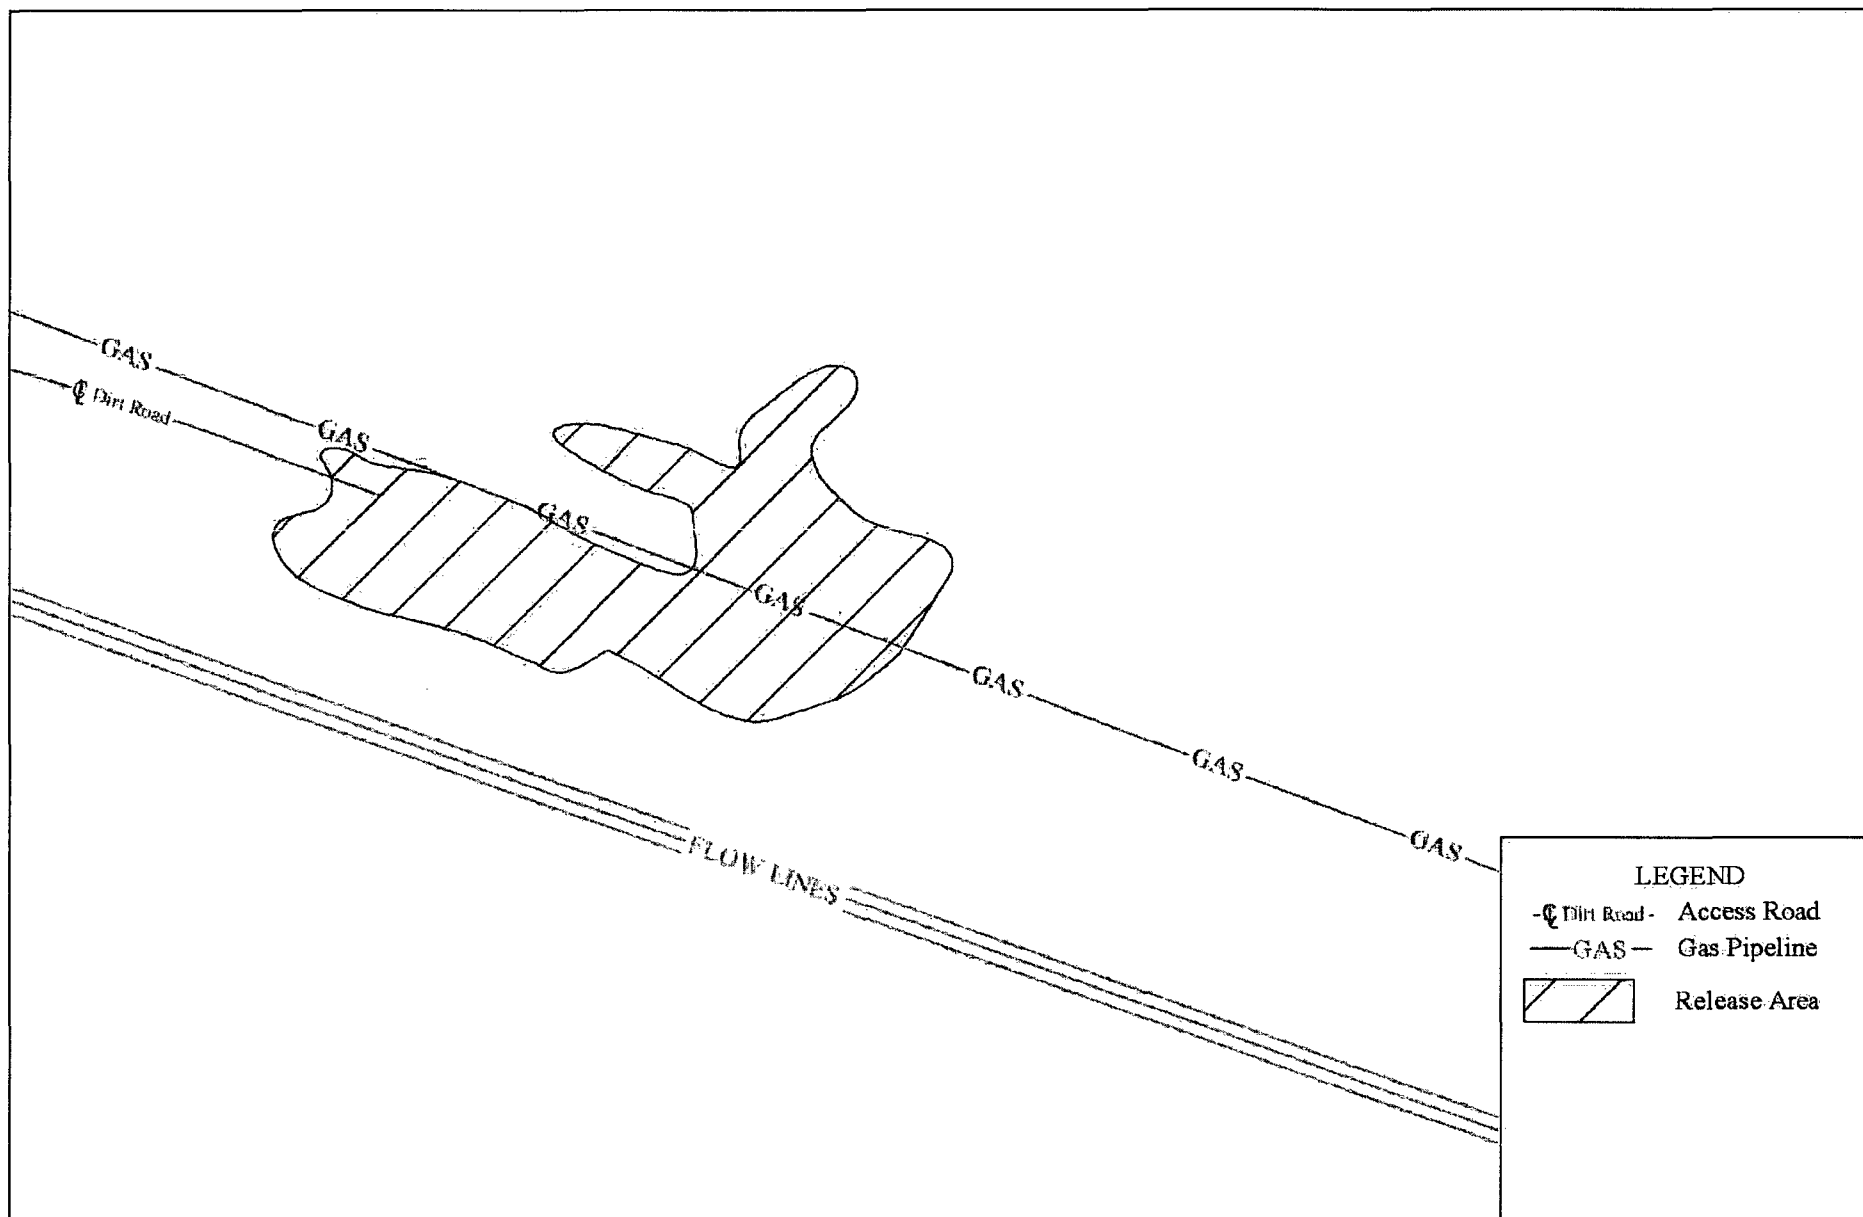 GAS
℄ Dirt Road
GAS
GAS
GAS
GAS
GAS
GAS
FLOW LINES
LEGEND
-℄ Dirt Road- Access Road
GAS Gas Pipeline
Release Area